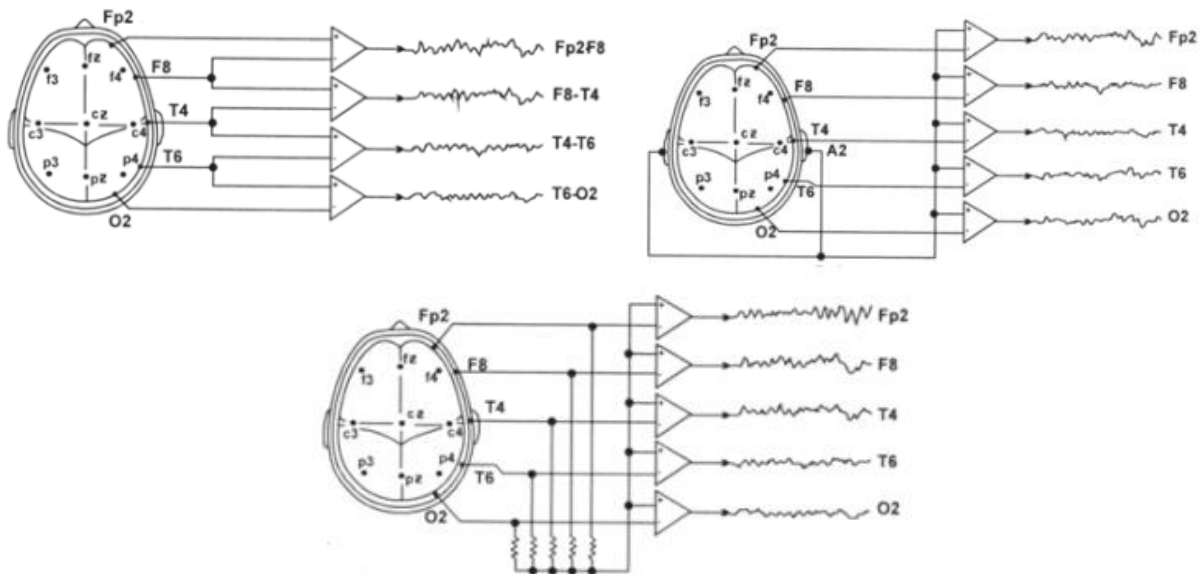 Fp2
fz
f3
f4
F8
cz
c3
c4
T4
p3
p4
pz
T6
O2
+
-
+
-
+
-
+
-
Fp2-F8
F8-T4
T4-T6
T6-O2
Fp2
fz
f3
f4
F8
cz
c3
c4
T4
A2
p3
p4
pz
T6
O2
+
-
+
-
+
-
+
-
+
-
Fp2
F8
T4
T6
O2
Fp2
fz
f3
f4
F8
cz
c3
c4
T4
p3
p4
pz
T6
O2
+
-
+
-
+
-
+
-
+
-
Fp2
F8
T4
T6
O2